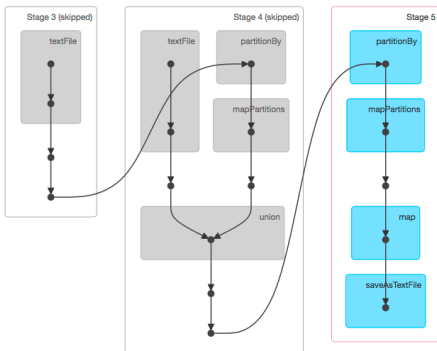 Stage 3 (skipped)
textFile
Stage 4 (skipped)
textFile
partitionBy
mapPartitions
union
Stage 5
partitionBy
mapPartitions
map
saveAsTextFile